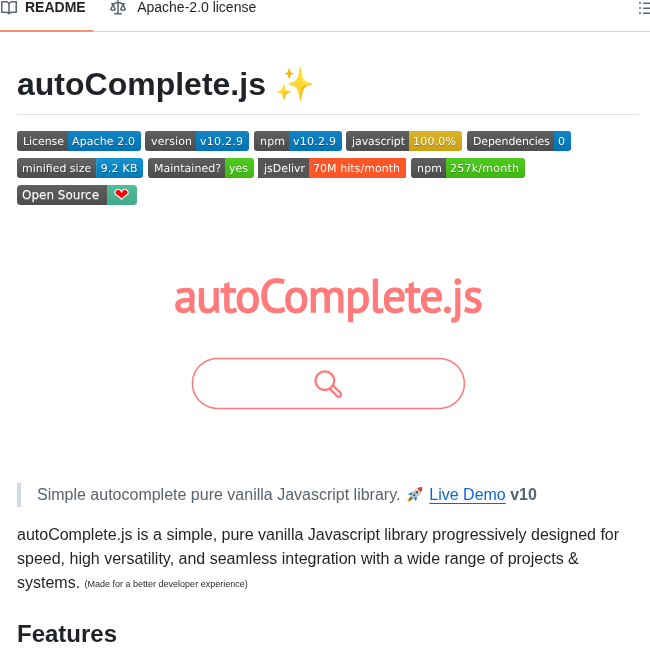 README Apache-2.0 license
autoComplete.js ✨
License Apache 2.0 version v10.2.9 npm v10.2.9 javascript 100.0% Dependencies 0
minified size 9.2 KB Maintained? yes jsDelivr 70M hits/month npm 257k/month
Open Source ❤
autoComplete.js
Simple autocomplete pure vanilla Javascript library. 🚀 Live Demo v10
autoComplete.js is a simple, pure vanilla Javascript library progressively designed for
speed, high versatility, and seamless integration with a wide range of projects &
systems. (Made for a better developer experience)
Features